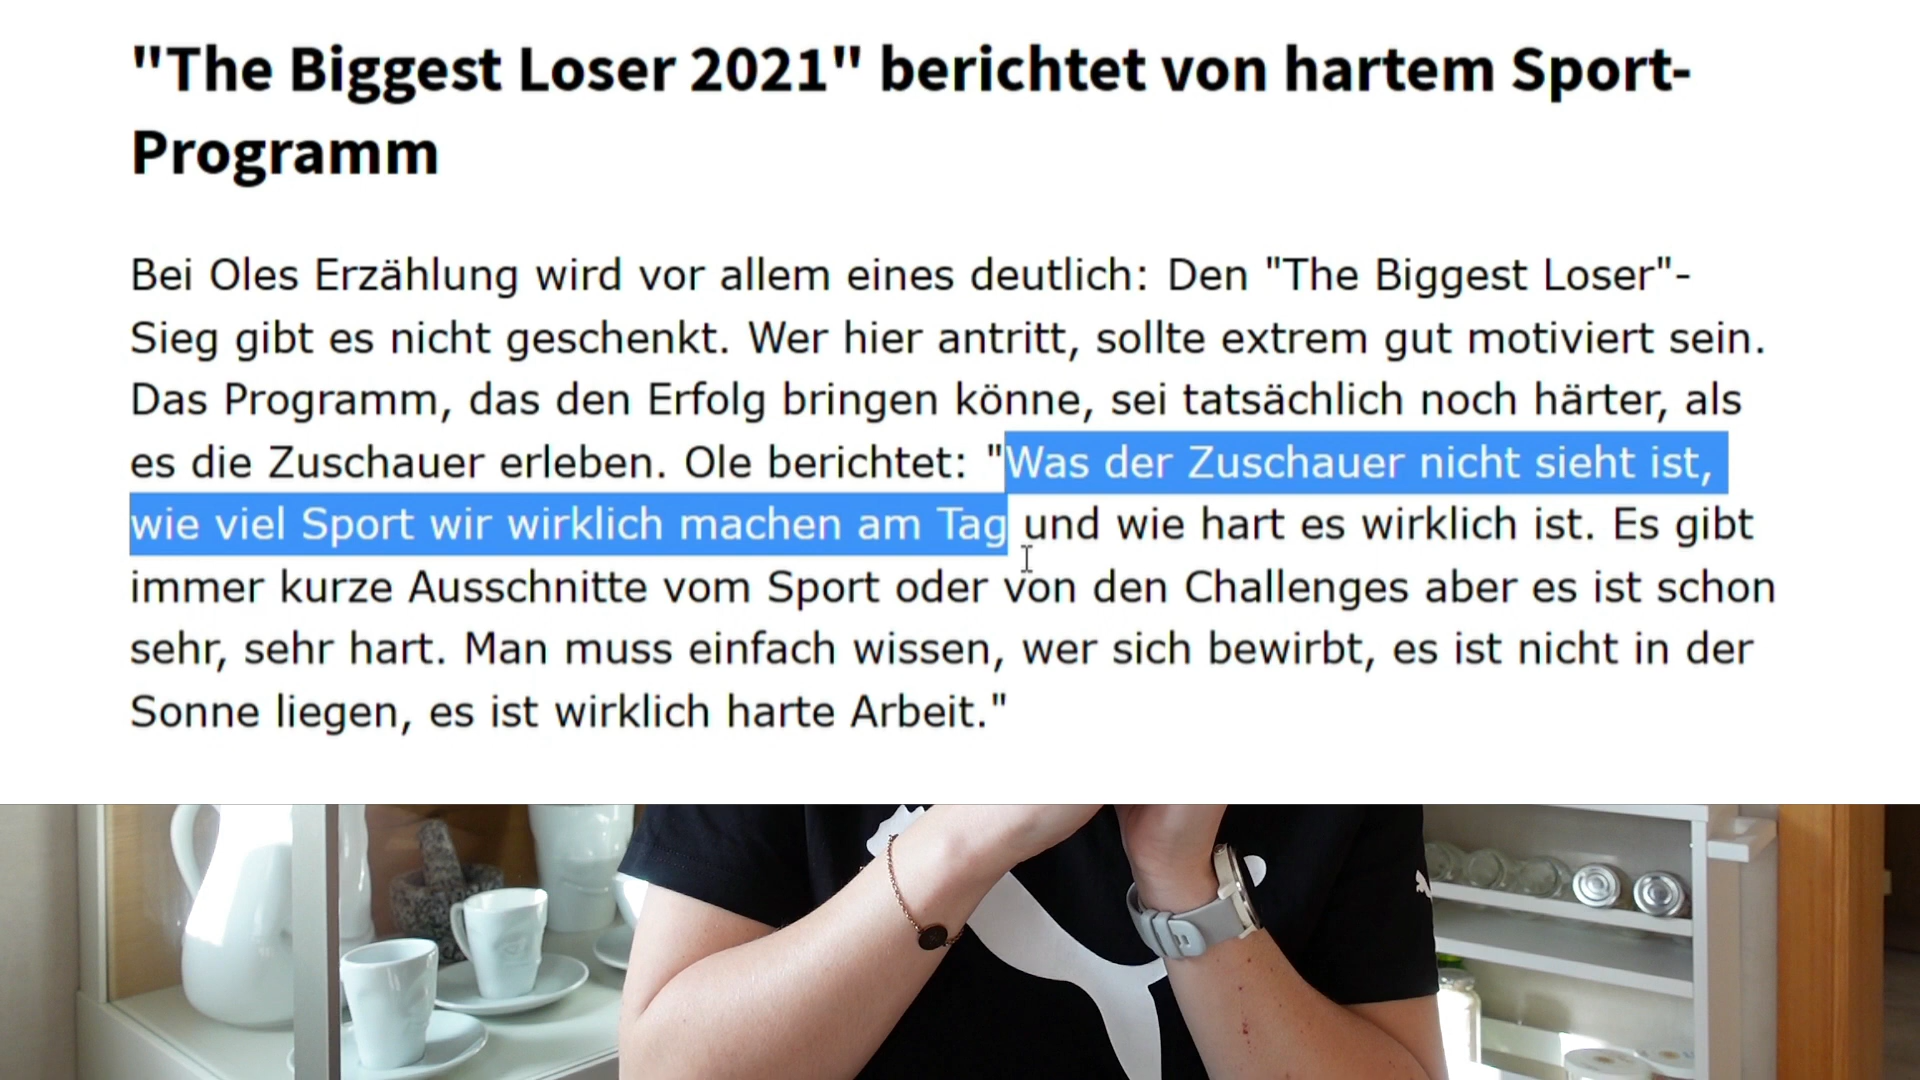 "The Biggest Loser 2021" berichtet von hartem Sport-
Programm
Bei Oles Erzählung wird vor allem eines deutlich: Den "The Biggest Loser"-
Sieg gibt es nicht geschenkt. Wer hier antritt, sollte extrem gut motiviert sein.
Das Programm, das den Erfolg bringen könne, sei tatsächlich noch härter, als
es die Zuschauer erleben. Ole berichtet: "Was der Zuschauer nicht sieht ist,
wie viel Sport wir wirklich machen am Tag und wie hart es wirklich ist. Es gibt
immer kurze Ausschnitte vom Sport oder von den Challenges aber es ist schon
sehr, sehr hart. Man muss einfach wissen, wer sich bewirbt, es ist nicht in der
Sonne liegen, es ist wirklich harte Arbeit."